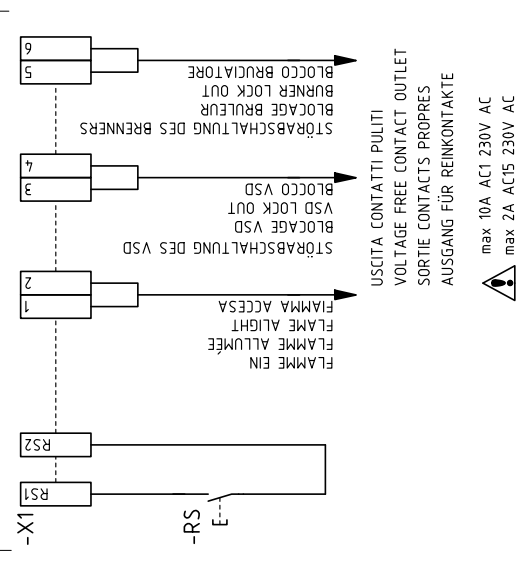 -X1
RS1
RS2
-RS
1
2
FIAMMA ACCESA
FLAME ALIGHT
FLAMME ALLUMÉE
FLAMME EIN
3
4
BLOCCO VSD
VSD LOCK OUT
BLOCAGE VSD
STÖRABSCHALTUNG DES VSD
5
6
BLOCCO BRUCIATORE
BURNER LOCK OUT
BLOCAGE BRULEUR
STÖRABSCHALTUNG DES BRENNERS
USCITA CONTATTI PULITI
VOLTAGE FREE CONTACT OUTLET
SORTIE CONTACTS PROPRES
AUSGANG FÜR REINKONTAKTE
max 10A AC1 230V AC
max 2A AC15 230V AC